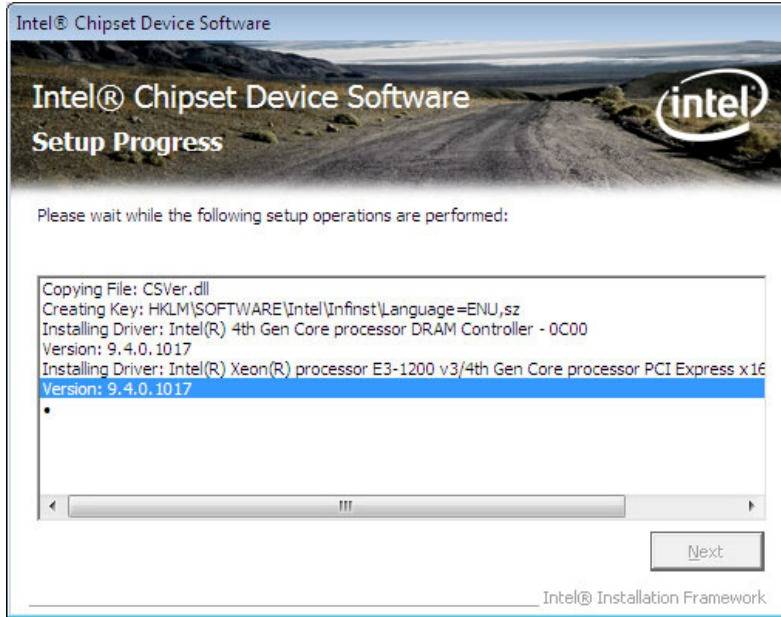 Intel® Chipset Device Software
Intel® Chipset Device Software
intel
Setup Progress
Please wait while the following setup operations are performed:
Copying File: CSVer.dll
Creating Key: HKLM\SOFTWARE\Intel\Infinst\Language=ENU,sz
Installing Driver: Intel(R) 4th Gen Core processor DRAM Controller - 0C00
Version: 9.4.0.1017
Installing Driver: Intel(R) Xeon(R) processor E3-1200 v3/4th Gen Core processor PCI Express x16
Version: 9.4.0.1017
Next
Intel® Installation Framework